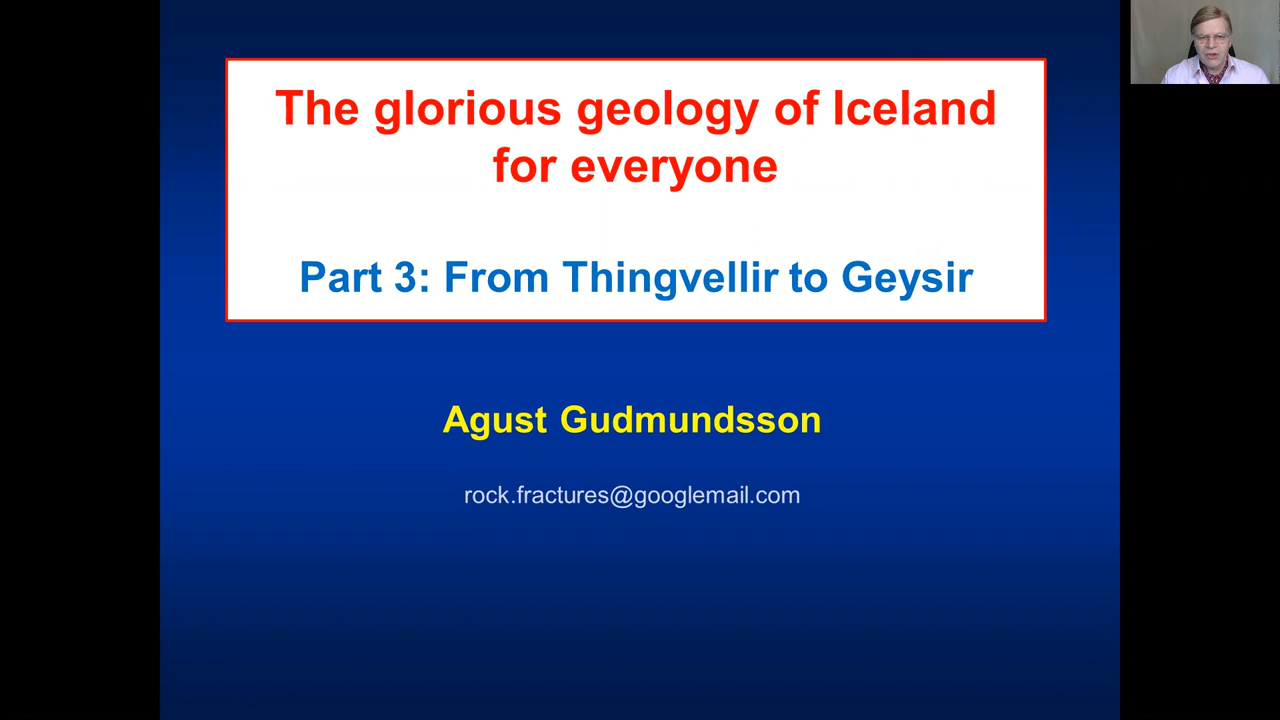 The glorious geology of Iceland
for everyone
Part 3: From Thingvellir to Geysir
Agust Gudmundsson
rock.fractures@googlemail.com